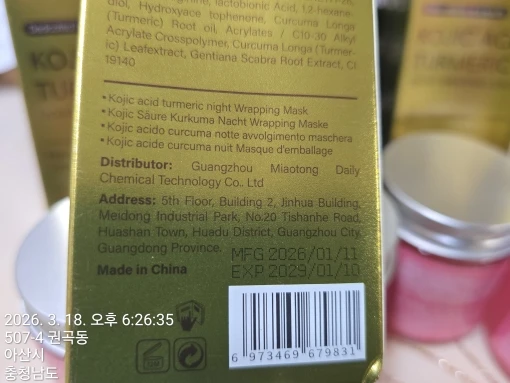 diol, Hydroxyace tophenone, Curcuma Longa
(Turmeric) Root oil, Acrylates / C10-30 Alkyl
Acrylate Crosspolymer, Curcuma Longa (Turmer-
ic) Leafextract, Gentiana Scabra Root Extract, CI
19140
• Kojic acid turmeric night Wrapping Mask
• Kojic Säure Kurkuma Nacht Wrapping Maske
• Kojic acido curcuma notte avvolgimento maschera
• Kojic acide curcuma nuit Masque d'emballage
Distributor: Guangzhou Miaotong Daily
Chemical Technology Co.. Ltd
Address: 5th Floor, Building 2, Jinhua Building,
Meidong Industrial Park, No.20 Tishanhe Road,
Huashan Town, Huadu District, Guangzhou City,
Guangdong Province.
MFG 2026/01/11
Made in China
EXP 2029/01/10
6 973469 679831
2026. 3. 18. 오후 6:26:35
507-4 권곡동
아산시
충청남도